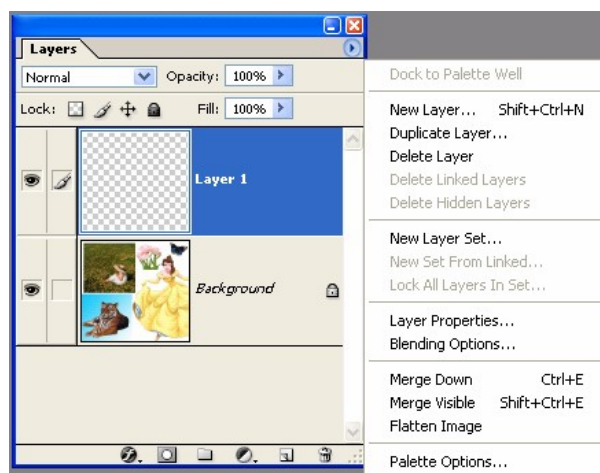 Layers
Normal Opacity: 100%
Lock: Fill: 100%
Layer 1
Background
Dock to Palette Well
New Layer... Shift+Ctrl+N
Duplicate Layer...
Delete Layer
Delete Linked Layers
Delete Hidden Layers
New Layer Set...
New Set From Linked...
Lock All Layers In Set...
Layer Properties...
Blending Options...
Merge Down Ctrl+E
Merge Visible Shift+Ctrl+E
Flatten Image
Palette Options...